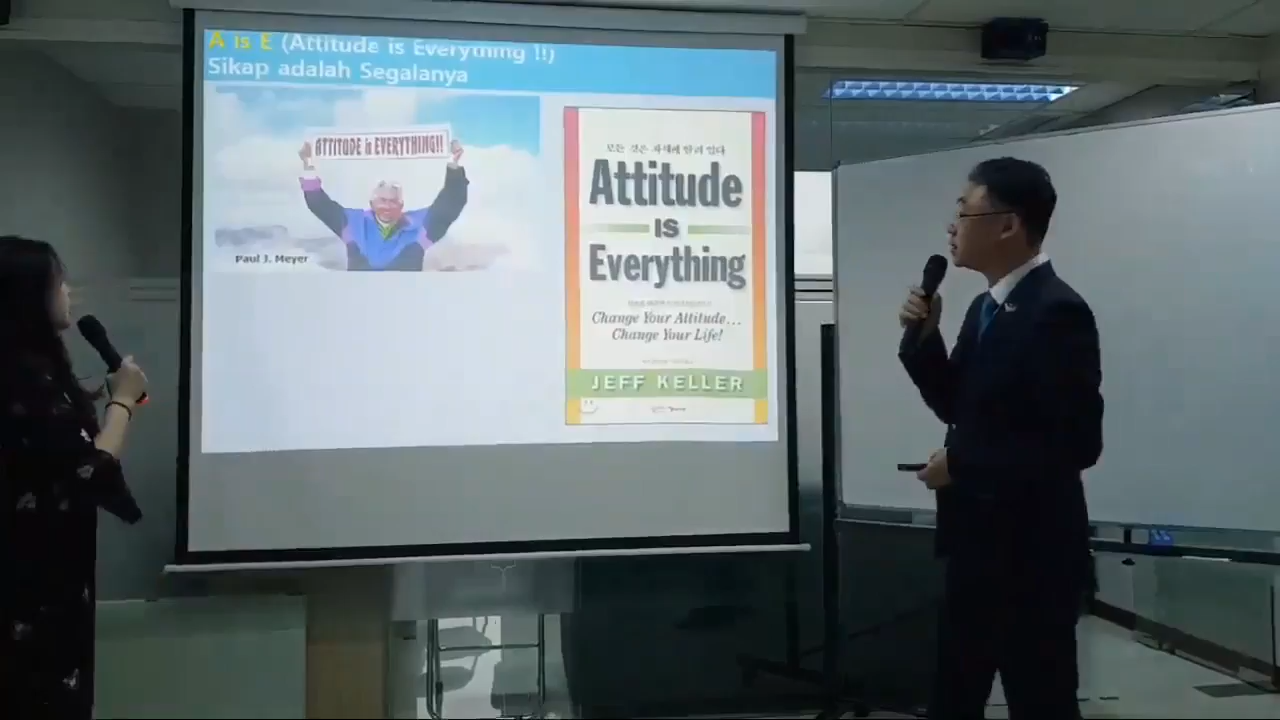 A is E (Attitude is Everything !!)
Sikap adalah Segalanya
ATTITUDE is EVERYTHING!!
Paul J. Meyer
모든 것은 자세에 달려 있다
Attitude
IS
Everything
Change Your Attitude...
Change Your Life!
JEFF KELLER